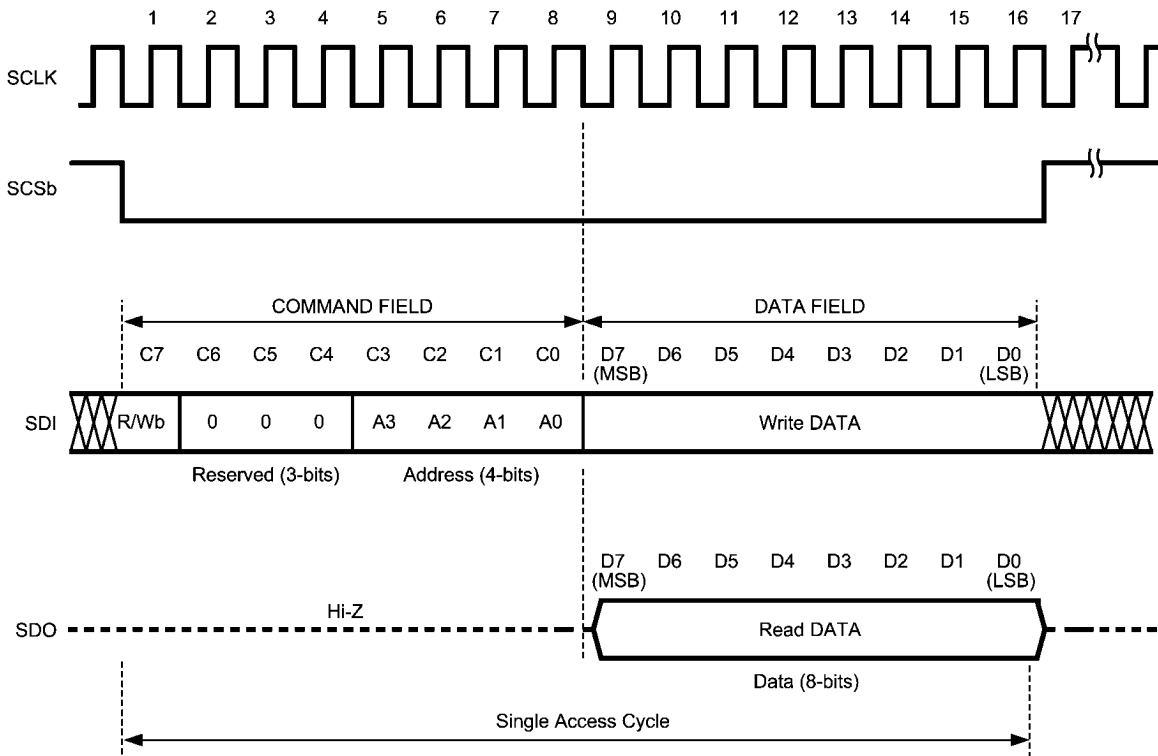 1 2 3 4 5 6 7 8 9 10 11 12 13 14 15 16 17
SCLK
SCSb
COMMAND FIELD DATA FIELD
C7 C6 C5 C4 C3 C2 C1 C0 D7 D6 D5 D4 D3 D2 D1 D0
(MSB) (LSB)
SDI R/Wb 0 0 0 A3 A2 A1 A0 Write DATA
Reserved (3-bits) Address (4-bits)
D7 D6 D5 D4 D3 D2 D1 D0
(MSB) (LSB)
Hi-Z
SDO Read DATA
Data (8-bits)
Single Access Cycle